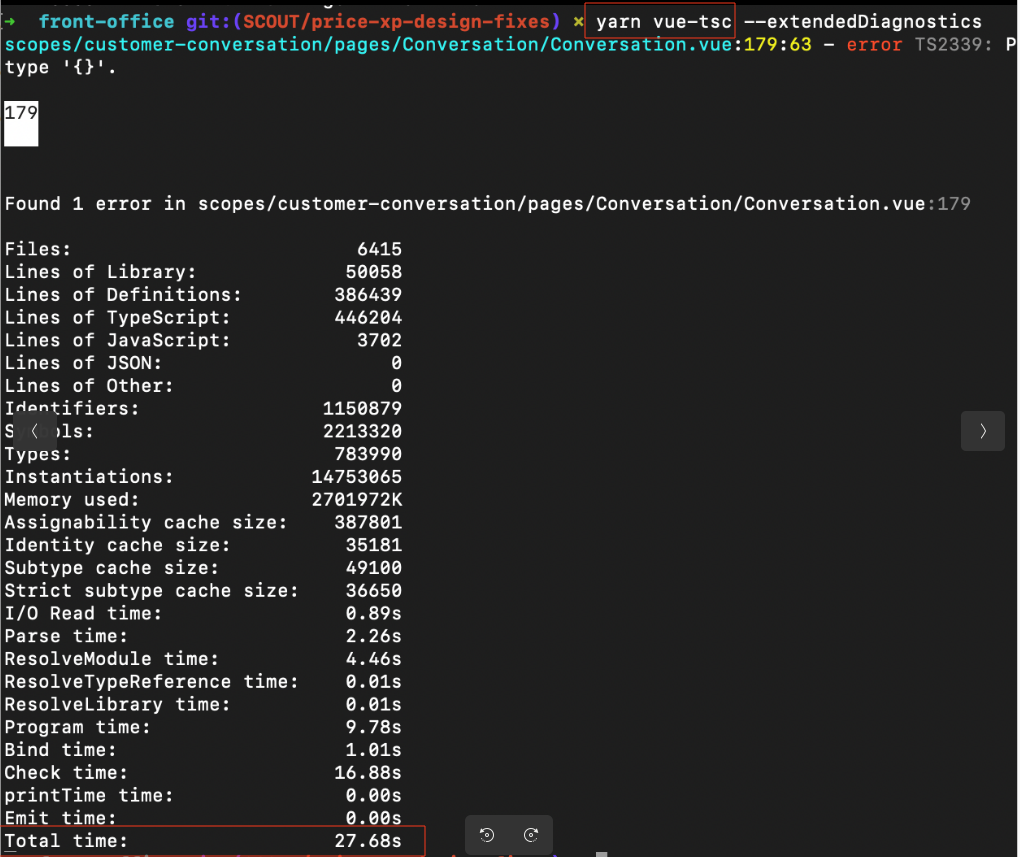 → front-office git:(SCOUT/price-xp-design-fixes) × yarn vue-tsc --extendedDiagnostics
scopes/customer-conversation/pages/Conversation/Conversation.vue:179:63 - error TS2339: P
type '{}'.
179
Found 1 error in scopes/customer-conversation/pages/Conversation/Conversation.vue:179
Files: 6415
Lines of Library: 50058
Lines of Definitions: 386439
Lines of TypeScript: 446204
Lines of JavaScript: 3702
Lines of JSON: 0
Lines of Other: 0
Identifiers: 1150879
Symbols: 2213320
Types: 783990
Instantiations: 14753065
Memory used: 2701972K
Assignability cache size: 387801
Identity cache size: 35181
Subtype cache size: 49100
Strict subtype cache size: 36650
I/O Read time: 0.89s
Parse time: 2.26s
ResolveModule time: 4.46s
ResolveTypeReference time: 0.01s
ResolveLibrary time: 0.01s
Program time: 9.78s
Bind time: 1.01s
Check time: 16.88s
printTime time: 0.00s
Emit time: 0.00s
Total time: 27.68s